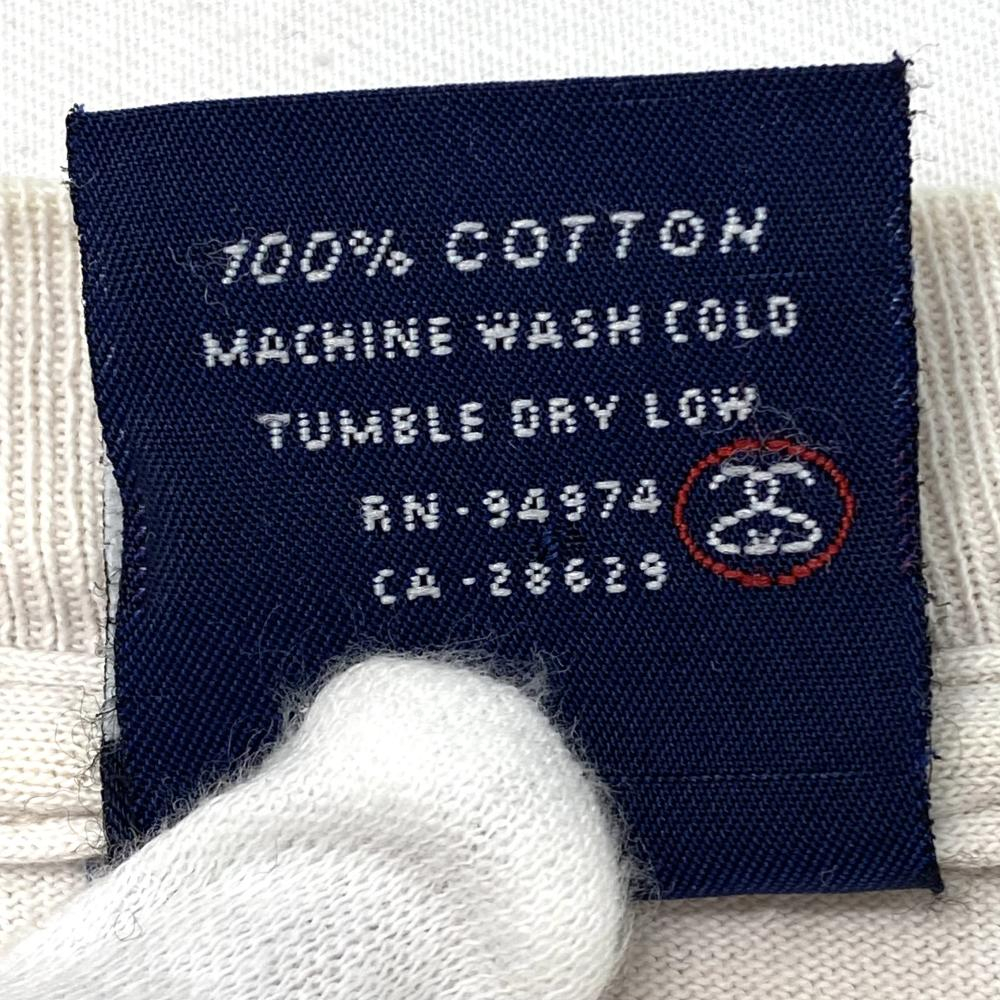 100% COTTON
MACHINE WASH COLD
TUMBLE DRY LOW
RN-94974
CA-28629